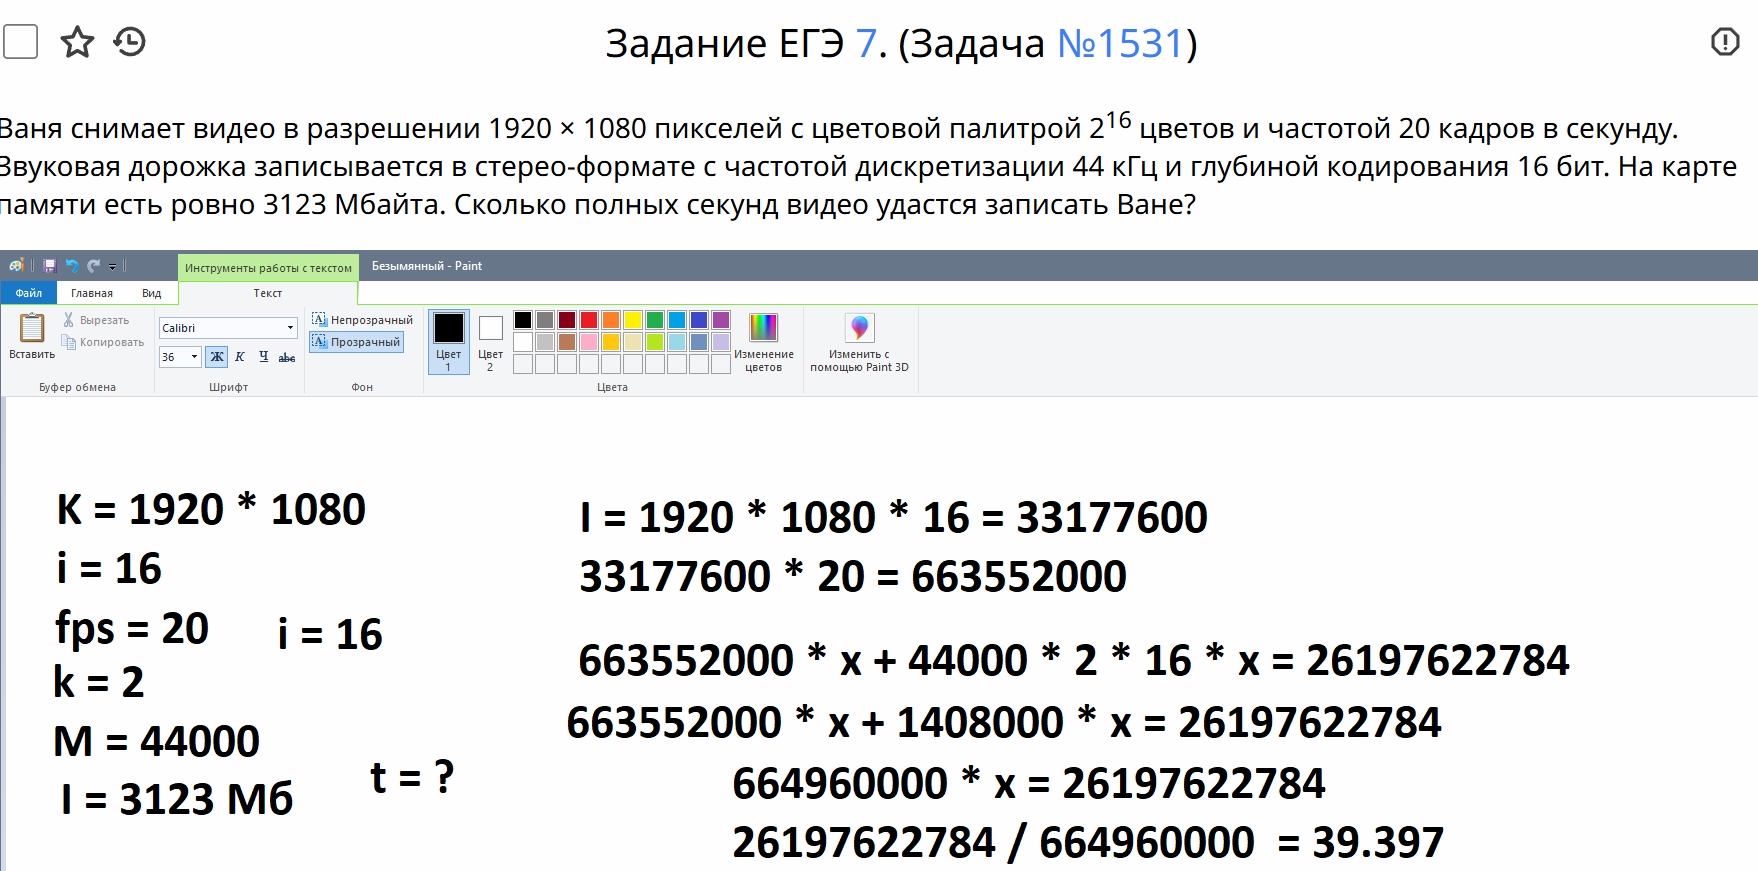 Задание ЕГЭ 7. (Задача №1531)
Ваня снимает видео в разрешении 1920 × 1080 пикселей с цветовой палитрой 2^16 цветов и частотой 20 кадров в секунду.
Звуковая дорожка записывается в стерео-формате с частотой дискретизации 44 кГц и глубиной кодирования 16 бит. На карте
памяти есть ровно 3123 Мбайта. Сколько полных секунд видео удастся записать Ване?
Инструменты работы с текстом
Безымянный - Paint
Файл Главная Вид Текст
Вставить
Вырезать
Копировать
Буфер обмена
Calibri
36 Ж К Ч abc
Шрифт
Непрозрачный
Прозрачный
Фон
Цвет 1
Цвет 2
Цвета
Изменение цветов
Изменить с помощью Paint 3D
K = 1920 * 1080
i = 16
fps = 20
i = 16
k = 2
M = 44000
I = 3123 Мб
t = ?
I = 1920 * 1080 * 16 = 33177600
33177600 * 20 = 663552000
663552000 * x + 44000 * 2 * 16 * x = 26197622784
663552000 * x + 1408000 * x = 26197622784
664960000 * x = 26197622784
26197622784 / 664960000 = 39.397